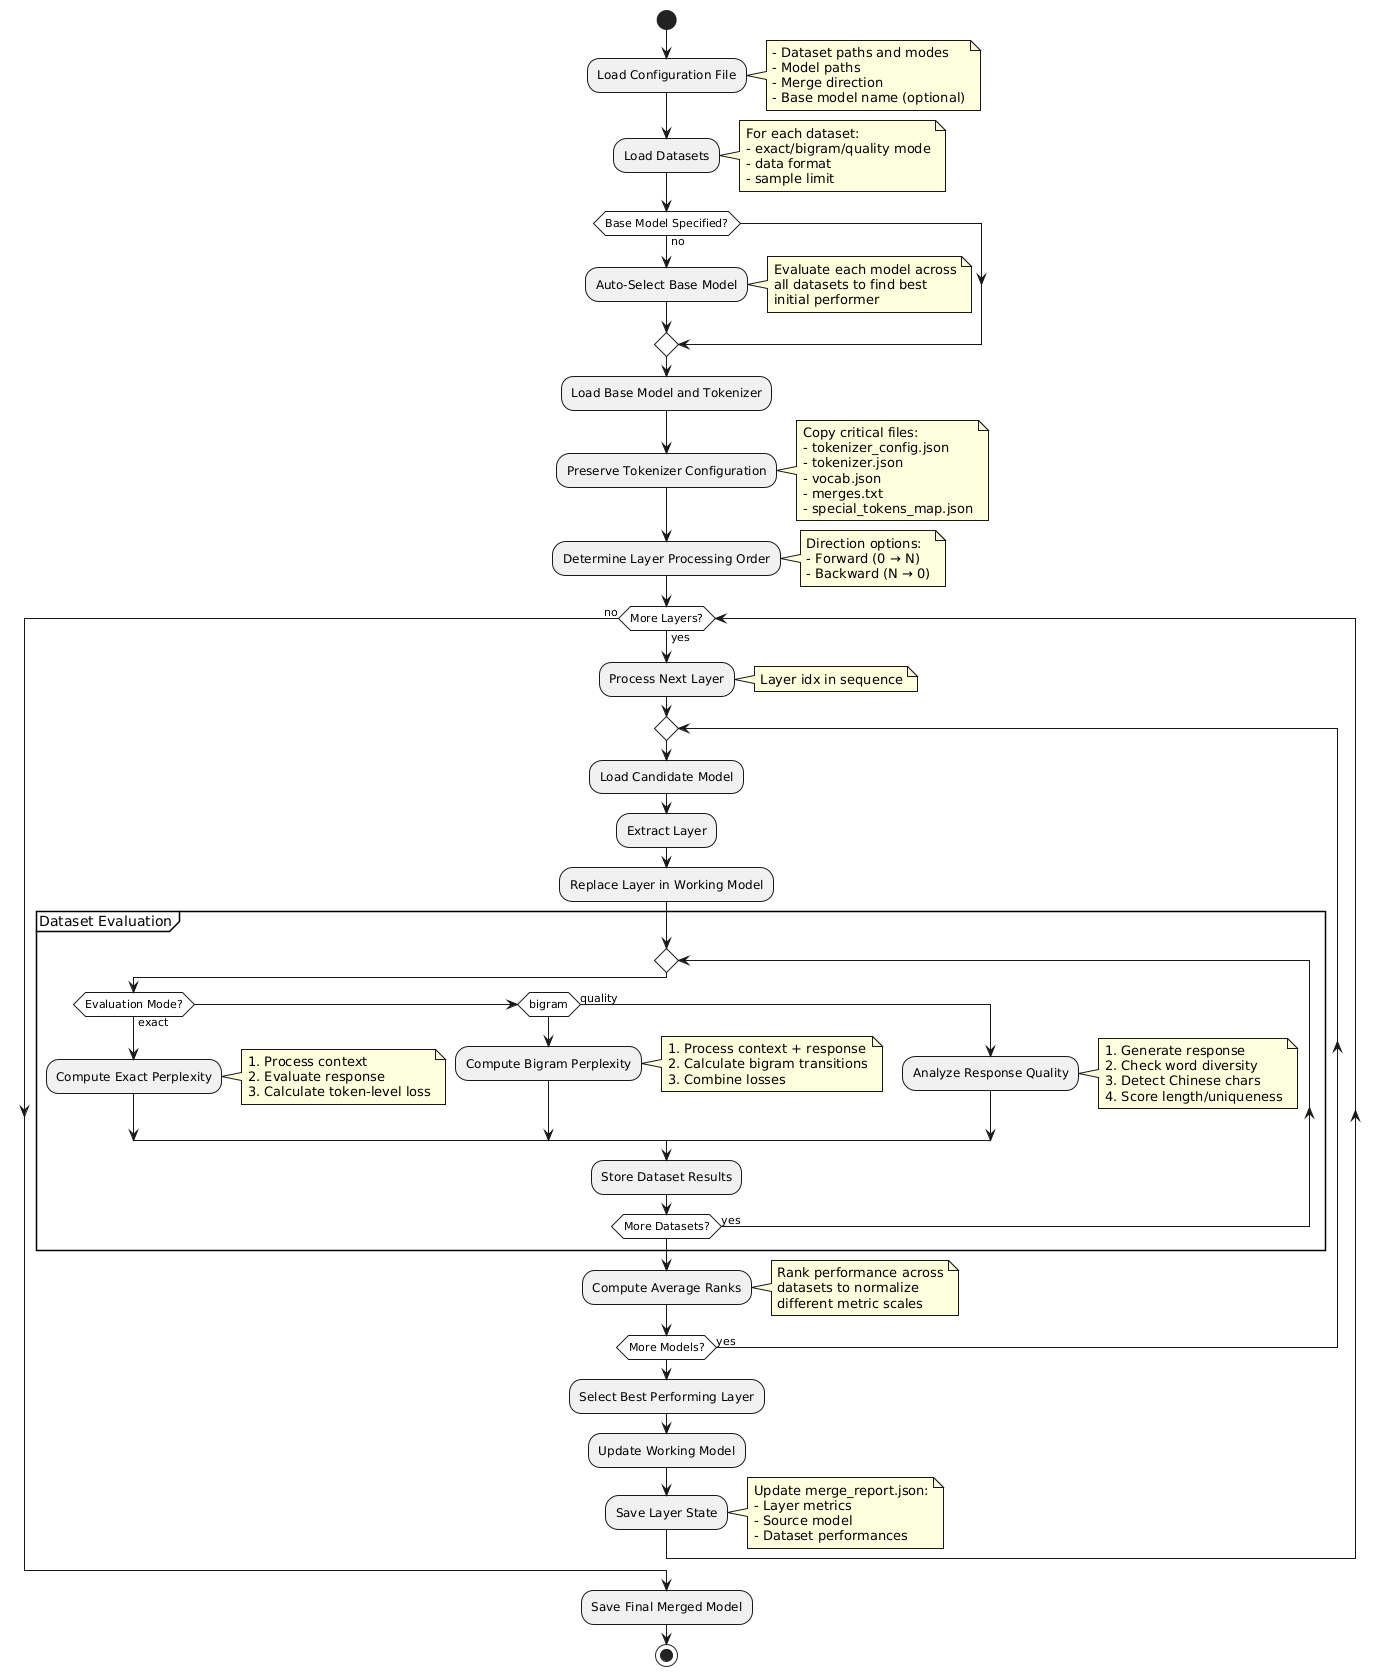 Load Configuration File
- Dataset paths and modes
- Model paths
- Merge direction
- Base model name (optional)
Load Datasets
For each dataset:
- exact/bigram/quality mode
- data format
- sample limit
Base Model Specified?
no
Auto-Select Base Model
Evaluate each model across
all datasets to find best
initial performer
Load Base Model and Tokenizer
Preserve Tokenizer Configuration
Copy critical files:
- tokenizer_config.json
- tokenizer.json
- vocab.json
- merges.txt
- special_tokens_map.json
Determine Layer Processing Order
Direction options:
- Forward (0 → N)
- Backward (N → 0)
no
More Layers?
yes
Process Next Layer
Layer idx in sequence
Load Candidate Model
Extract Layer
Replace Layer in Working Model
Dataset Evaluation
Evaluation Mode?
exact
bigram
quality
Compute Exact Perplexity
1. Process context
2. Evaluate response
3. Calculate token-level loss
Compute Bigram Perplexity
1. Process context + response
2. Calculate bigram transitions
3. Combine losses
Analyze Response Quality
1. Generate response
2. Check word diversity
3. Detect Chinese chars
4. Score length/uniqueness
Store Dataset Results
More Datasets?
yes
Compute Average Ranks
Rank performance across
datasets to normalize
different metric scales
More Models?
yes
Select Best Performing Layer
Update Working Model
Save Layer State
Update merge_report.json:
- Layer metrics
- Source model
- Dataset performances
Save Final Merged Model